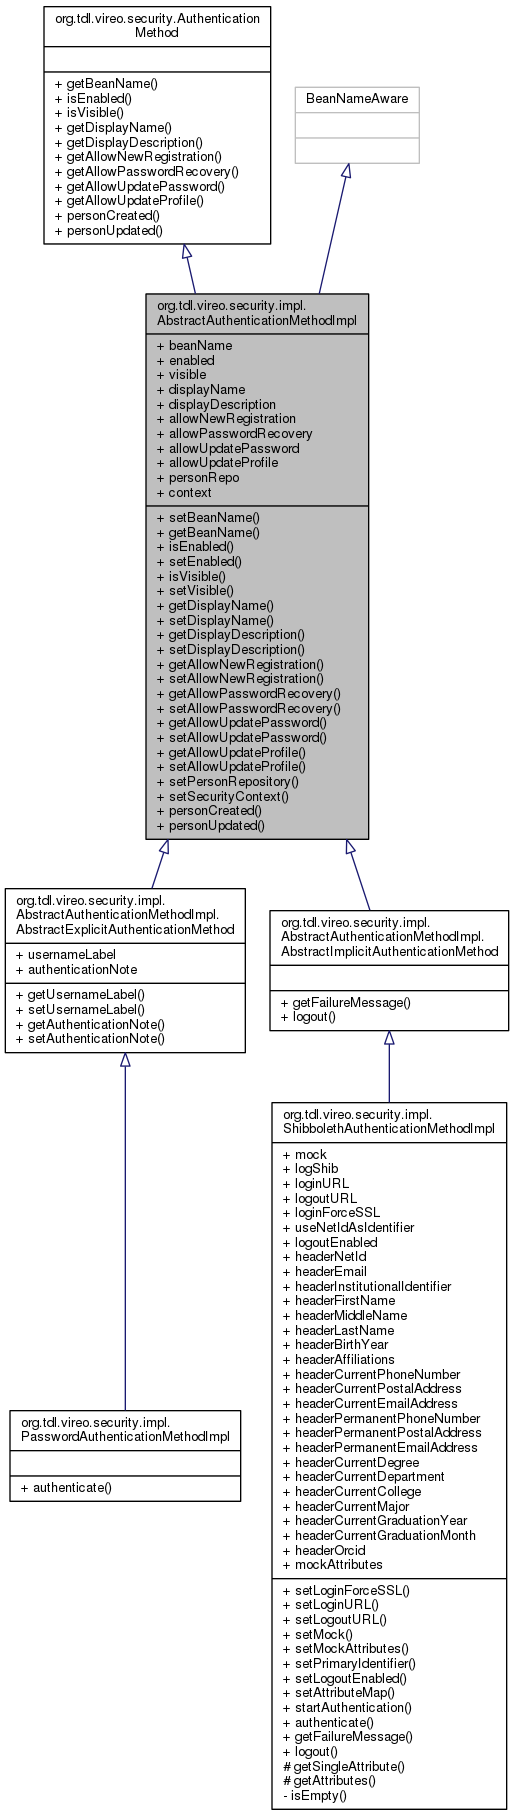 org.tdl.vireo.security.Authentication
Method
+ getBeanName()
+ isEnabled()
+ isVisible()
+ getDisplayName()
+ getDisplayDescription()
+ getAllowNewRegistration()
+ getAllowPasswordRecovery()
+ getAllowUpdatePassword()
+ getAllowUpdateProfile()
+ personCreated()
+ personUpdated()
BeanNameAware
org.tdl.vireo.security.impl.
AbstractAuthenticationMethodImpl
+ beanName
+ enabled
+ visible
+ displayName
+ displayDescription
+ allowNewRegistration
+ allowPasswordRecovery
+ allowUpdatePassword
+ allowUpdateProfile
+ personRepo
+ context
+ setBeanName()
+ getBeanName()
+ isEnabled()
+ setEnabled()
+ isVisible()
+ setVisible()
+ getDisplayName()
+ setDisplayName()
+ getDisplayDescription()
+ setDisplayDescription()
+ getAllowNewRegistration()
+ setAllowNewRegistration()
+ getAllowPasswordRecovery()
+ setAllowPasswordRecovery()
+ getAllowUpdatePassword()
+ setAllowUpdatePassword()
+ getAllowUpdateProfile()
+ setAllowUpdateProfile()
+ setPersonRepository()
+ setSecurityContext()
+ personCreated()
+ personUpdated()
org.tdl.vireo.security.impl.
AbstractAuthenticationMethodImpl.
AbstractExplicitAuthenticationMethod
+ usernameLabel
+ authenticationNote
+ getUsernameLabel()
+ setUsernameLabel()
+ getAuthenticationNote()
+ setAuthenticationNote()
org.tdl.vireo.security.impl.
AbstractAuthenticationMethodImpl.
AbstractImplicitAuthenticationMethod
+ getFailureMessage()
+ logout()
org.tdl.vireo.security.impl.
PasswordAuthenticationMethodImpl
+ authenticate()
org.tdl.vireo.security.impl.
ShibbolethAuthenticationMethodImpl
+ mock
+ logShib
+ loginURL
+ logoutURL
+ loginForceSSL
+ useNetIdAsIdentifier
+ logoutEnabled
+ headerNetId
+ headerEmail
+ headerInstitutionalIdentifier
+ headerFirstName
+ headerMiddleName
+ headerLastName
+ headerBirthYear
+ headerAffiliations
+ headerCurrentPhoneNumber
+ headerCurrentPostalAddress
+ headerCurrentEmailAddress
+ headerPermanentPhoneNumber
+ headerPermanentPostalAddress
+ headerPermanentEmailAddress
+ headerCurrentDegree
+ headerCurrentDepartment
+ headerCurrentCollege
+ headerCurrentMajor
+ headerCurrentGraduationYear
+ headerCurrentGraduationMonth
+ headerOrcid
+ mockAttributes
+ setLoginForceSSL()
+ setLoginURL()
+ setLogoutURL()
+ setMock()
+ setMockAttributes()
+ setPrimaryIdentifier()
+ setLogoutEnabled()
+ setAttributeMap()
+ startAuthentication()
+ authenticate()
+ getFailureMessage()
+ logout()
# getSingleAttribute()
# getAttributes()
- isEmpty()